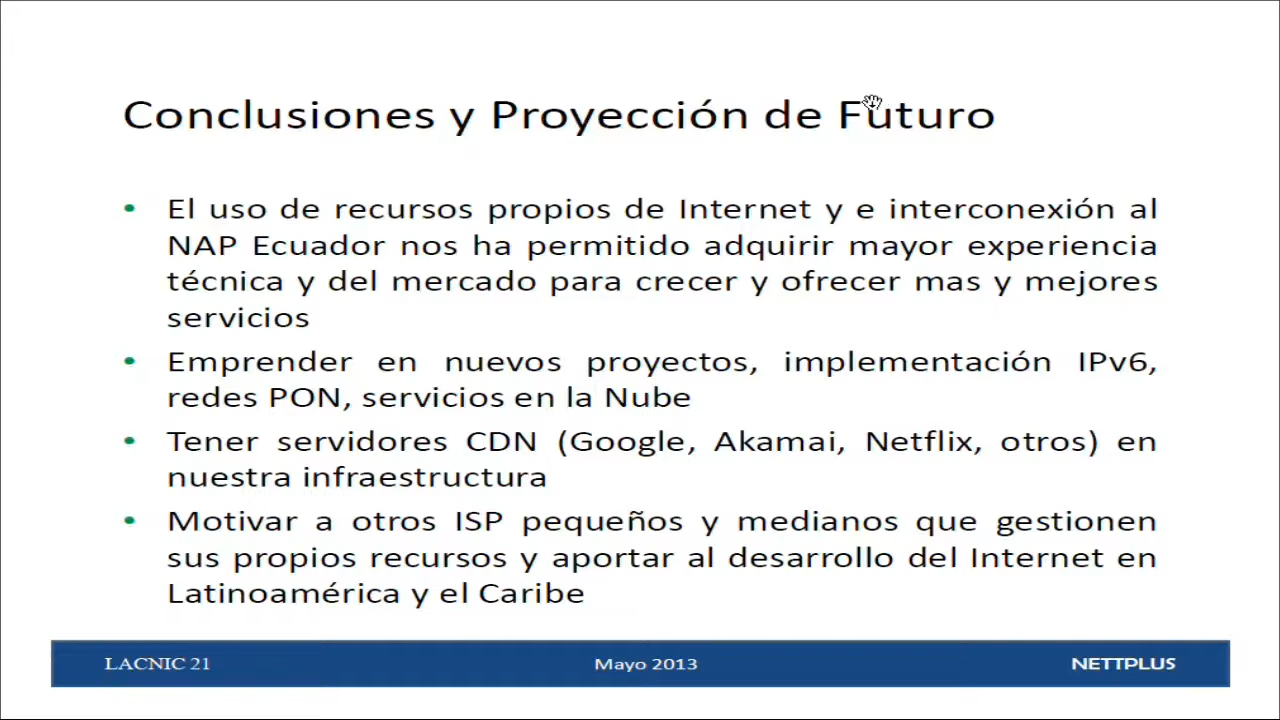 Conclusiones y Proyección de Futuro
• El uso de recursos propios de Internet y e interconexión al
NAP Ecuador nos ha permitido adquirir mayor experiencia
técnica y del mercado para crecer y ofrecer mas y mejores
servicios
• Emprender en nuevos proyectos, implementación IPv6,
redes PON, servicios en la Nube
• Tener servidores CDN (Google, Akamai, Netflix, otros) en
nuestra infraestructura
• Motivar a otros ISP pequeños y medianos que gestionen
sus propios recursos y aportar al desarrollo del Internet en
Latinoamérica y el Caribe
LACNIC 21 Mayo 2013 NETTPLUS